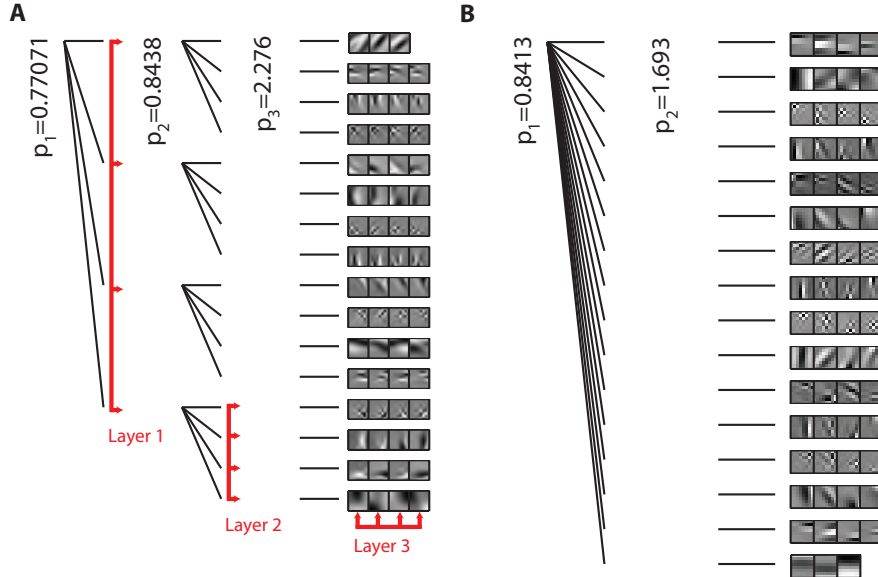 A
p1=0.77071
p2=0.8438
p3=2.276
Layer 1
Layer 2
Layer 3
B
p1=0.8413
p2=1.693